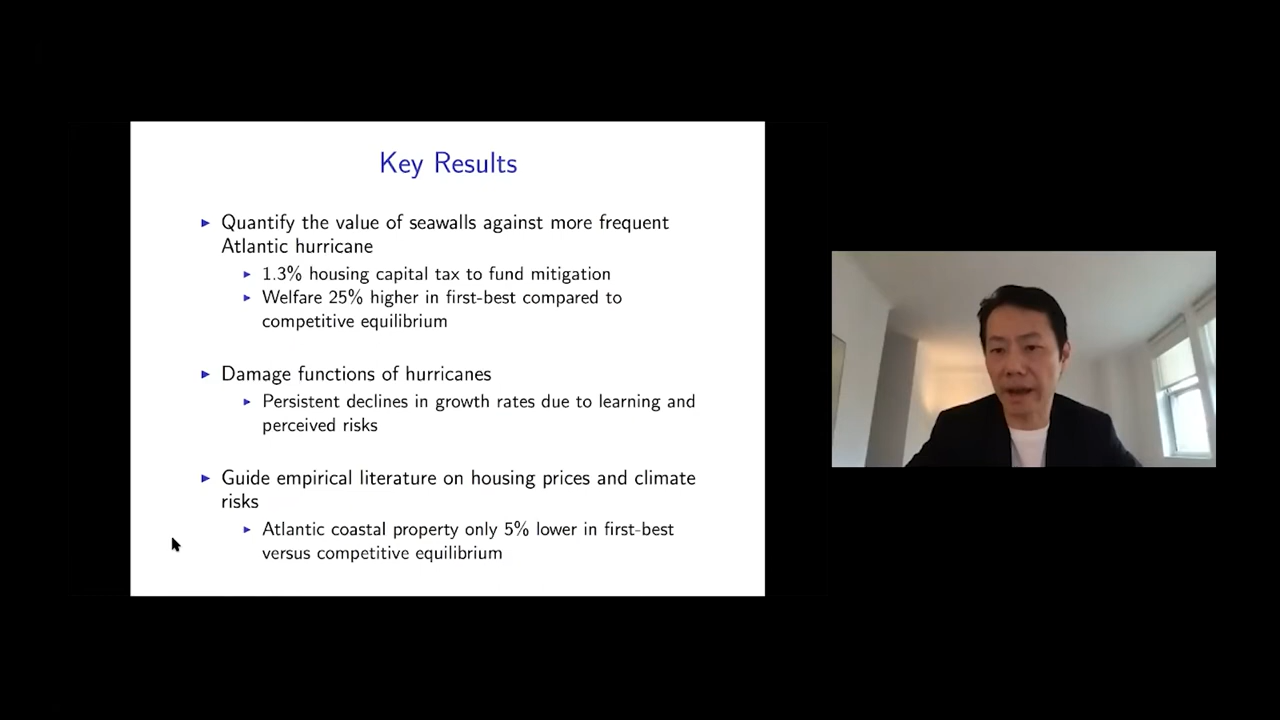 Key Results
Quantify the value of seawalls against more frequent
Atlantic hurricane
1.3% housing capital tax to fund mitigation
Welfare 25% higher in first-best compared to
competitive equilibrium
Damage functions of hurricanes
Persistent declines in growth rates due to learning and
perceived risks
Guide empirical literature on housing prices and climate
risks
Atlantic coastal property only 5% lower in first-best
versus competitive equilibrium